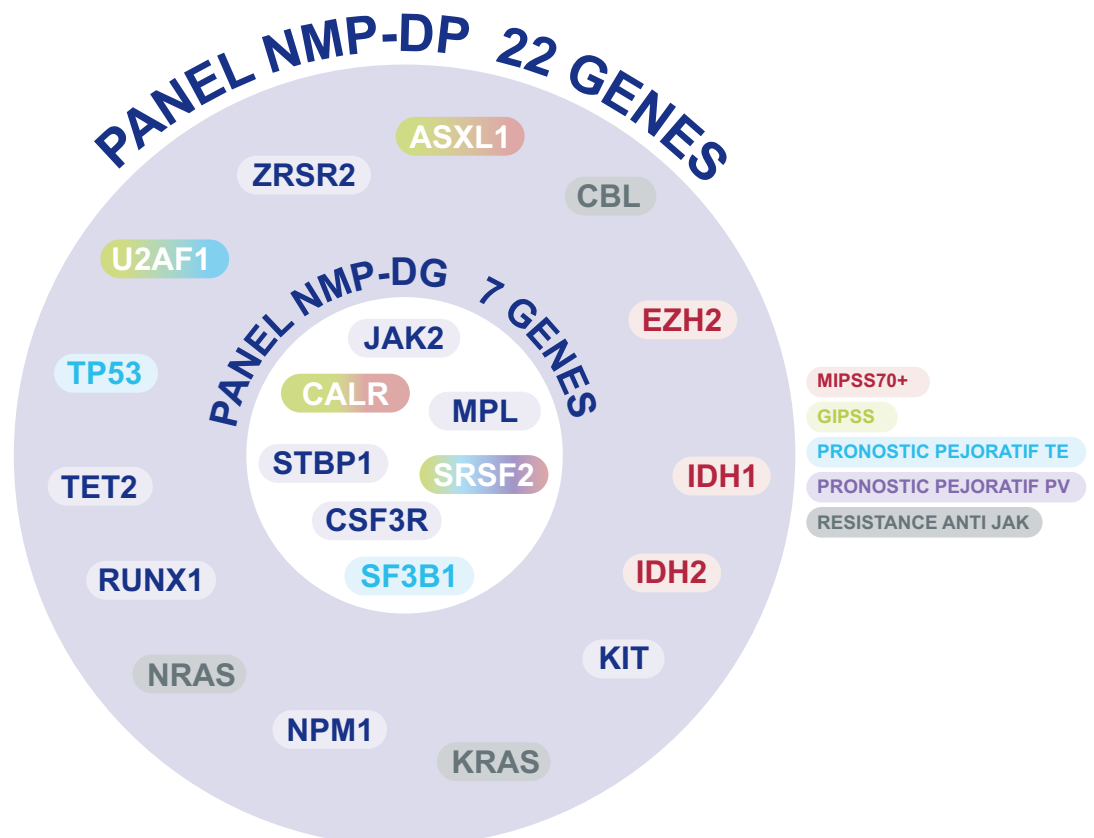 PANEL NMP-DP 22 GENES
ASXL1
ZRSR2
CBL
U2AF1
EZH2
TP53
IDH1
TET2
IDH2
RUNX1
KIT
NRAS
NPM1
KRAS
PANEL NMP-DG 7 GENES
JAK2
CALR
MPL
STBP1
SRSF2
CSF3R
SF3B1
MIPSS70+
GIPSS
PRONOSTIC PEJORATIF TE
PRONOSTIC PEJORATIF PV
RESISTANCE ANTI JAK